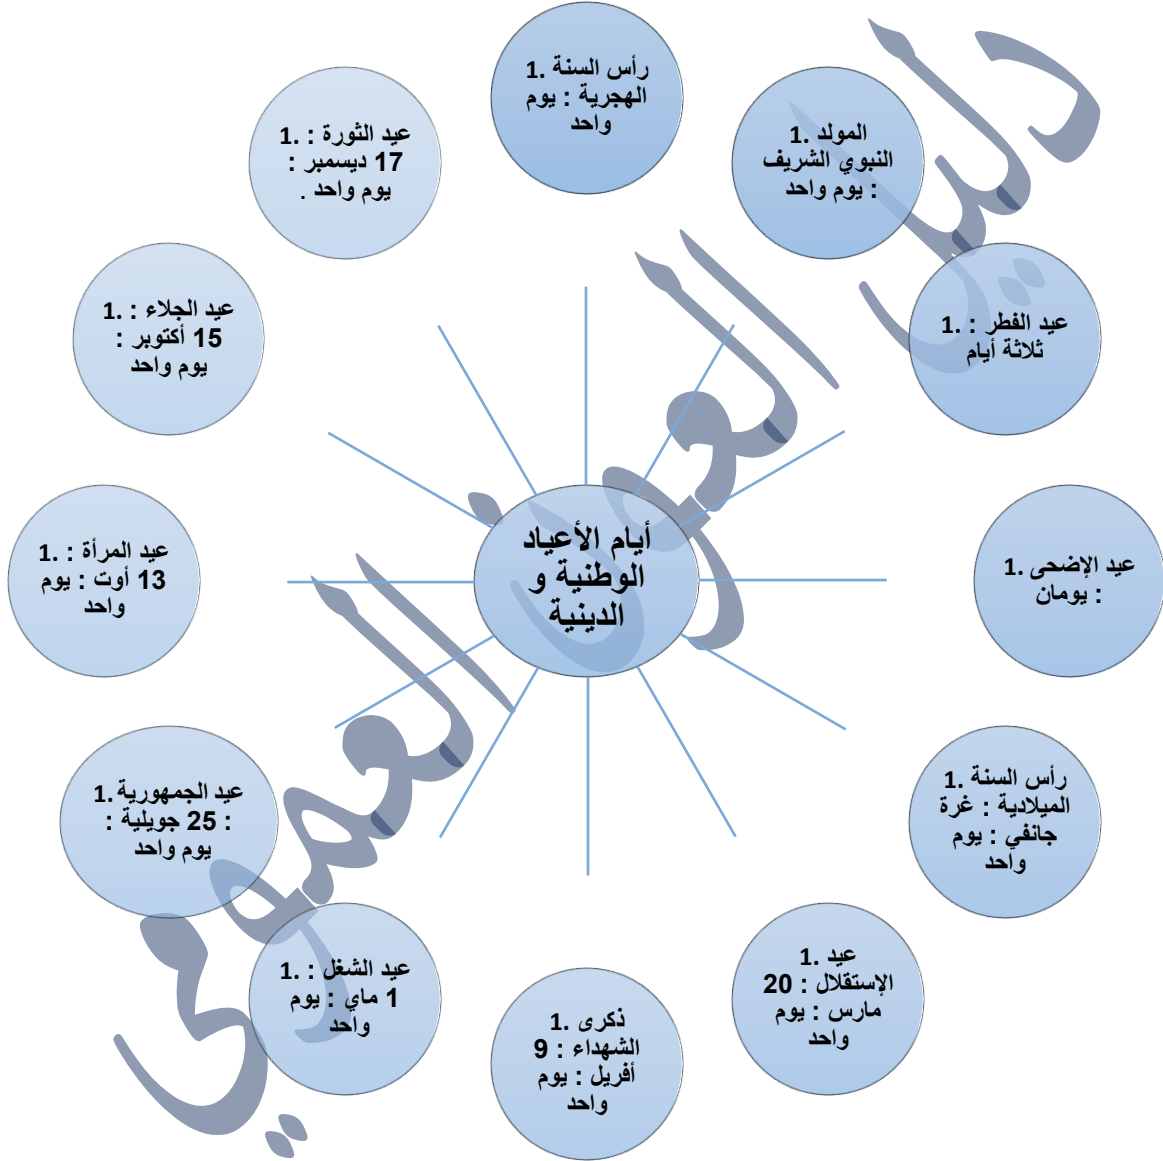 أيام الأعياد
الوطنية و
الدينية
1. رأس السنة
الهجرية : يوم
واحد
1. المولد
النبوي الشريف
: يوم واحد
1. عيد الفطر :
ثلاثة أيام
1. عيد الإضحى
: يومان
1. رأس السنة
الميلادية : غرة
جانفي : يوم
واحد
1. عيد
الإستقلال : 20
مارس : يوم
واحد
1. ذكرى
الشهداء : 9
أفريل : يوم
واحد
1. عيد الشغل :
1 ماي : يوم
واحد
1. عيد الجمهورية
: 25 جويلية :
يوم واحد
1. عيد المرأة :
13 أوت : يوم
واحد
1. عيد الجلاء :
15 أكتوبر :
يوم واحد
1. عيد الثورة :
17 ديسمبر :
يوم واحد .
دليل العون العمومي